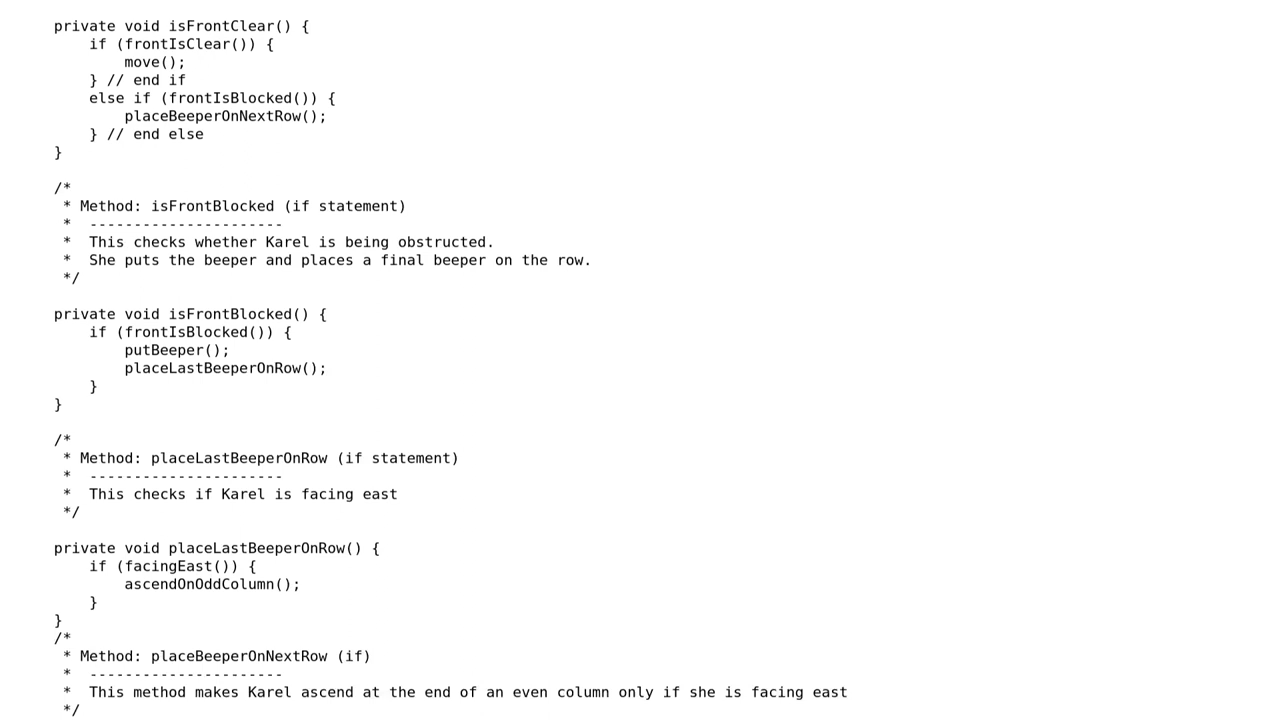 private void isFrontClear() {
    if (frontIsClear()) {
        move();
    } // end if
    else if (frontIsBlocked()) {
        placeBeeperOnNextRow();
    } // end else
}

/*
 * Method: isFrontBlocked (if statement)
 *  ----------------------
 *  This checks whether Karel is being obstructed.
 *  She puts the beeper and places a final beeper on the row.
 */

private void isFrontBlocked() {
    if (frontIsBlocked()) {
        putBeeper();
        placeLastBeeperOnRow();
    }
}

/*
 * Method: placeLastBeeperOnRow (if statement)
 *  ----------------------
 *  This checks if Karel is facing east
 */

private void placeLastBeeperOnRow() {
    if (facingEast()) {
        ascendOnOddColumn();
    }
}
/*
 * Method: placeBeeperOnNextRow (if)
 *  ----------------------
 *  This method makes Karel ascend at the end of an even column only if she is facing east
 */